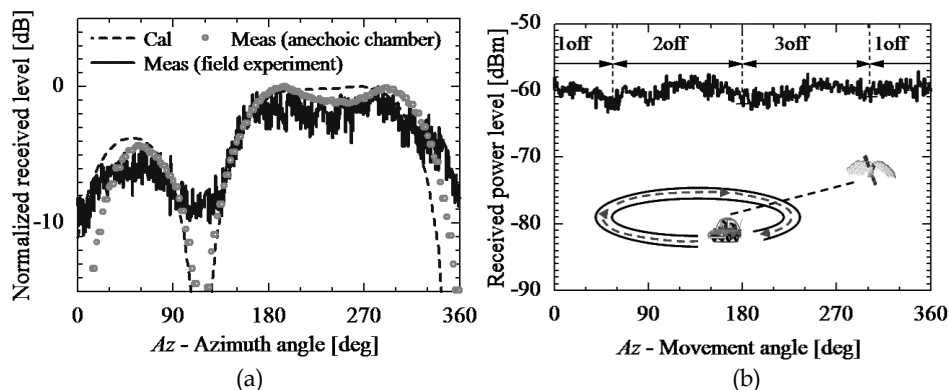 Normalized received level [dB]
Cal
Meas (anechoic chamber)
Meas (field experiment)
0
-10
0
90
180
270
360
Az - Azimuth angle [deg]
(a)
Received power level [dBm]
-50
-60
-70
-80
-90
1off
2off
3off
1off
0
90
180
270
360
Az - Movement angle [deg]
(b)